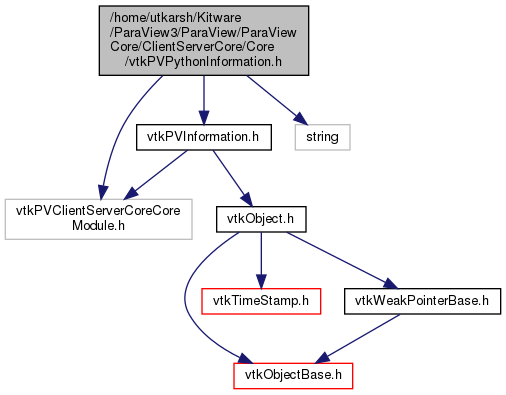 /home/utkarsh/Kitware
/ParaView3/ParaView/ParaView
Core/ClientServerCore/Core
/vtkPVPythonInformation.h
vtkPVInformation.h
string
vtkPVClientServerCoreCore
Module.h
vtkObject.h
vtkTimeStamp.h
vtkWeakPointerBase.h
vtkObjectBase.h